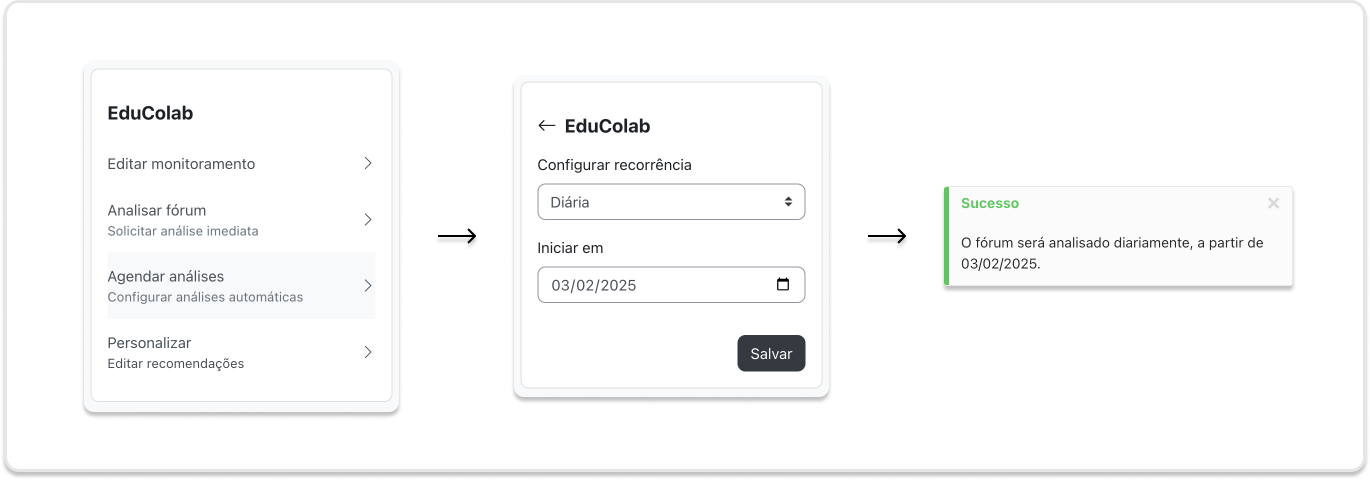 EduColab
Editar monitoramento
Analisar fórum
Solicitar análise imediata
Agendar análises
Configurar análises automáticas
Personalizar
Editar recomendações
EduColab
Configurar recorrência
Diária
Iniciar em
03/02/2025
Salvar
Sucesso
O fórum será analisado diariamente, a partir de
03/02/2025.